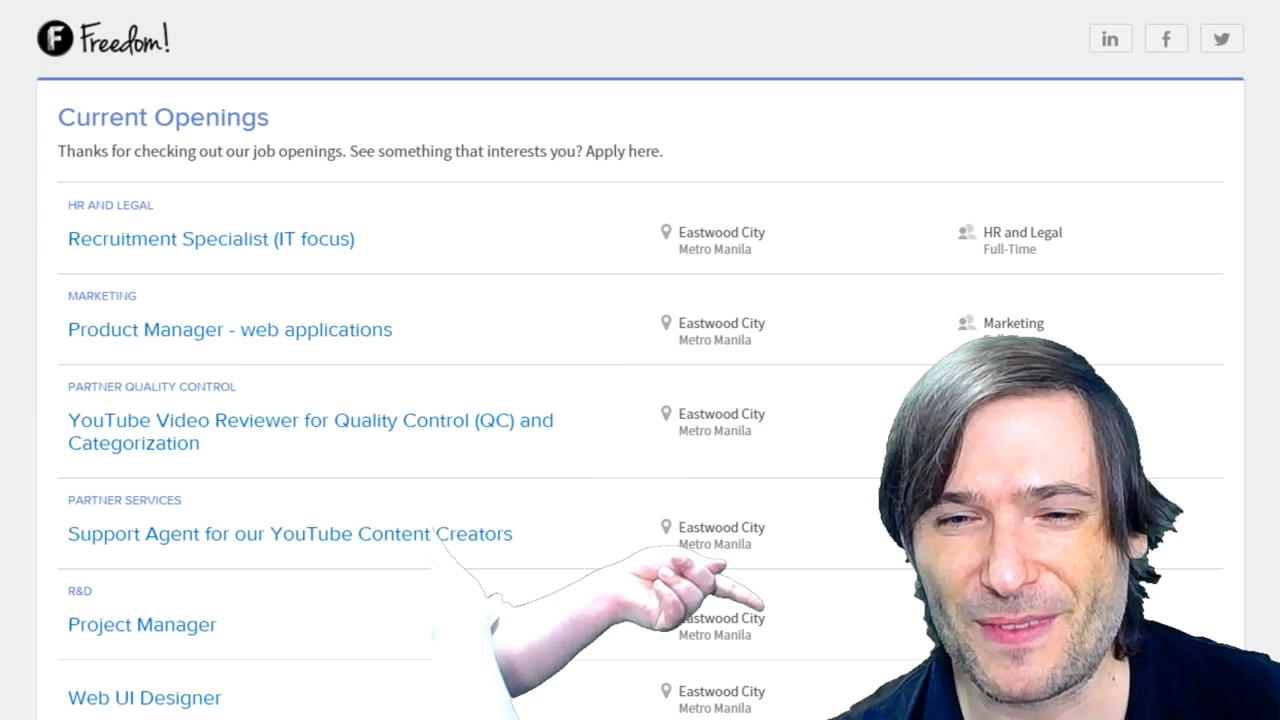 F Freedom!
in f
Current Openings
Thanks for checking out our job openings. See something that interests you? Apply here.
HR AND LEGAL
Recruitment Specialist (IT focus)
Eastwood City
Metro Manila
HR and Legal
Full-Time
MARKETING
Product Manager - web applications
Eastwood City
Metro Manila
Marketing
PARTNER QUALITY CONTROL
YouTube Video Reviewer for Quality Control (QC) and
Categorization
Eastwood City
Metro Manila
PARTNER SERVICES
Support Agent for our YouTube Content Creators
Eastwood City
Metro Manila
R&D
Project Manager
City
Metro Manila
Web UI Designer
Eastwood City
Metro Manila